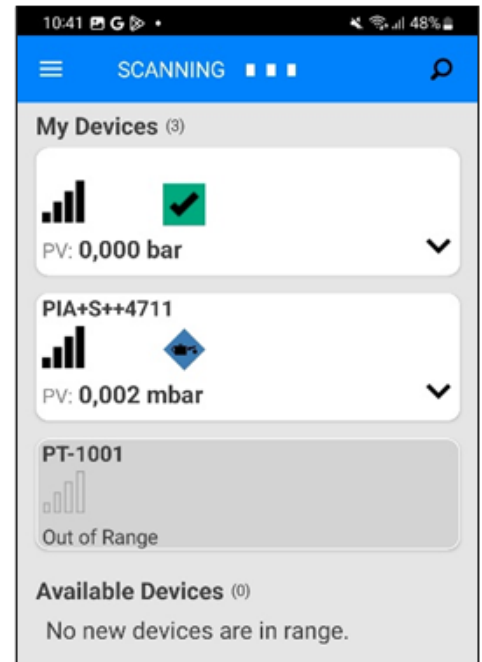 10:41 G
48%
SCANNING
My Devices (3)
PV: 0,000 bar
PIA+S++4711
PV: 0,002 mbar
PT-1001
Out of Range
Available Devices (0)
No new devices are in range.